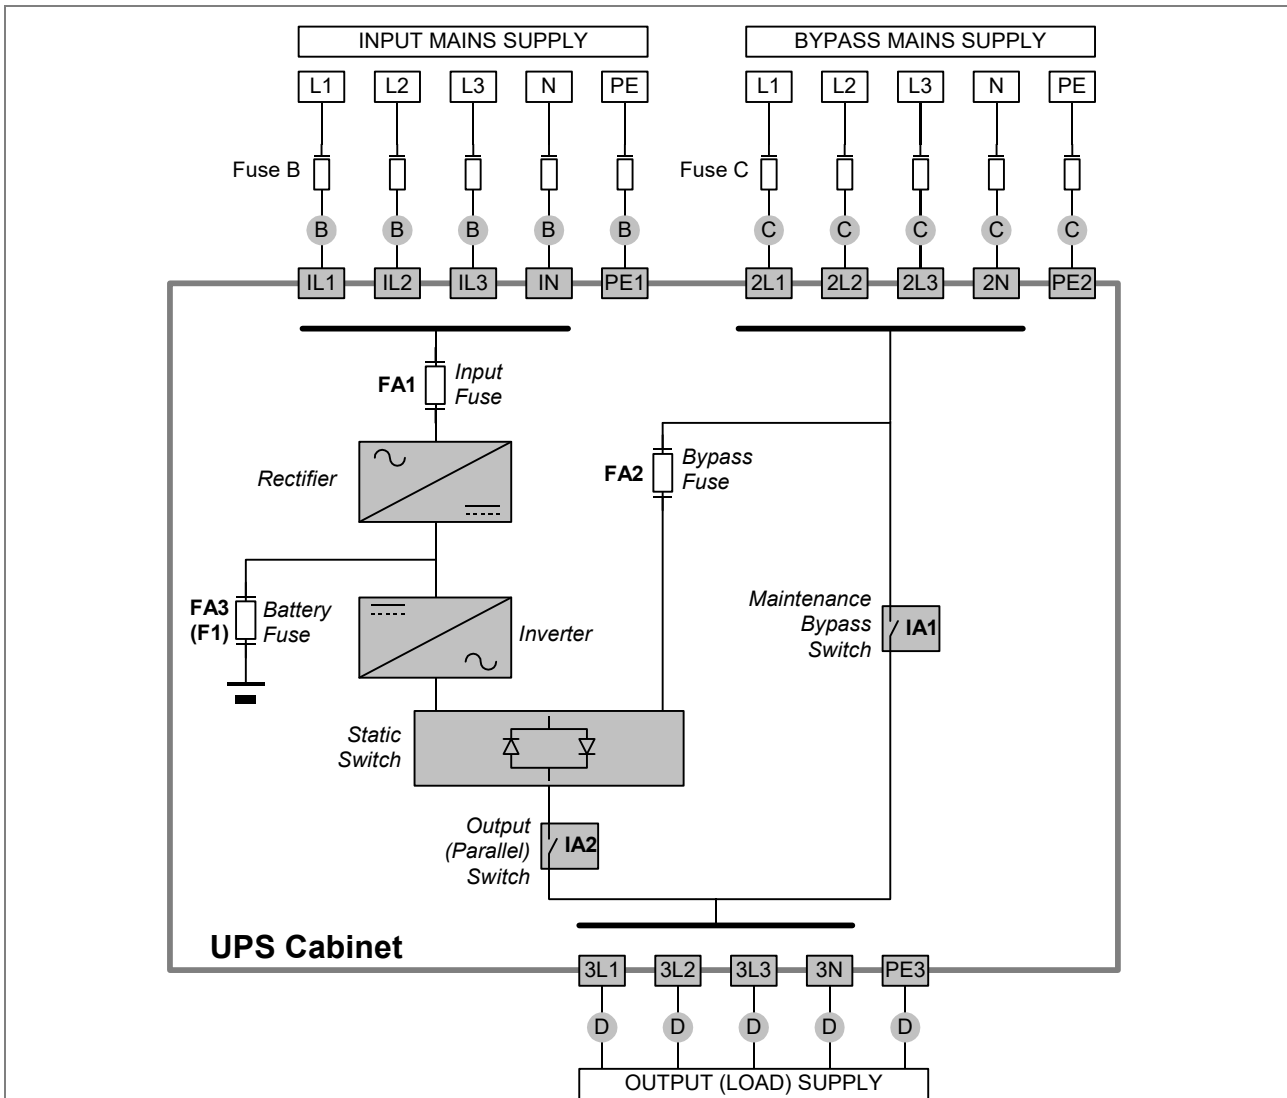 INPUT MAINS SUPPLY
BYPASS MAINS SUPPLY
L1 L2 L3 N PE
L1 L2 L3 N PE
Fuse B
Fuse C
B B B B B
C C C C C
IL1 IL2 IL3 IN PE1
2L1 2L2 2L3 2N PE2
FA1
Input
Fuse
Rectifier
FA2
Bypass
Fuse
FA3
(F1)
Battery
Fuse
Inverter
Maintenance
Bypass
Switch
IA1
Static
Switch
Output
(Parallel)
Switch
IA2
UPS Cabinet
3L1 3L2 3L3 3N PE3
D D D D D
OUTPUT (LOAD) SUPPLY